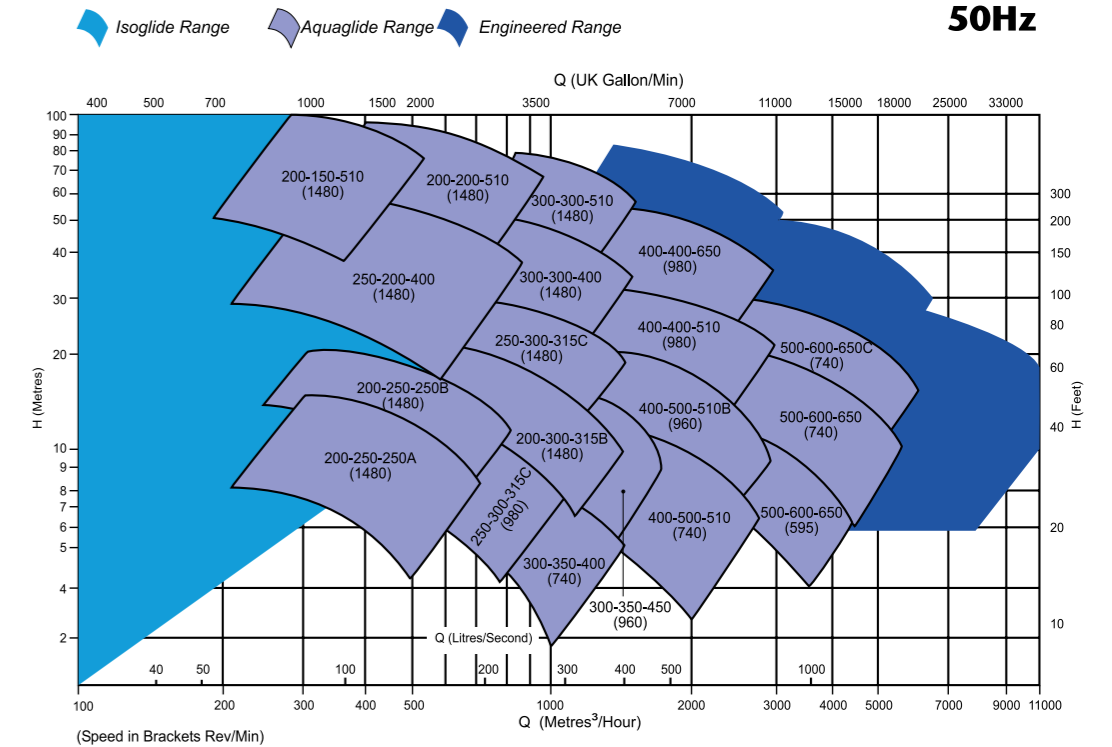 Isoglide Range
Aquaglide Range
Engineered Range
50Hz
Q (UK Gallon/Min)
400 500 700 1000 1500 2000 3500 7000 11000 15000 18000 25000 33000
100
90
80
70
60
50
40
30
20
10
9
8
7
6
5
4
2
H (Metres)
300
200
150
100
80
60
40
20
10
H (Feet)
200-150-510
(1480)
200-200-510
(1480)
300-300-510
(1480)
400-400-650
(980)
250-200-400
(1480)
300-300-400
(1480)
400-400-510
(980)
250-300-315C
(1480)
500-600-650C
(740)
200-250-250B
(1480)
400-500-510B
(960)
500-600-650
(740)
200-300-315B
(1480)
200-250-250A
(1480)
250-300-315C
(980)
400-500-510
(740)
500-600-650
(595)
300-350-400
(740)
300-350-450
(960)
Q (Litres/Second)
40 50 100 200 300 400 500 1000
100 200 300 400 500 1000 2000 3000 4000 5000 7000 9000 11000
Q (Metres³/Hour)
(Speed in Brackets Rev/Min)